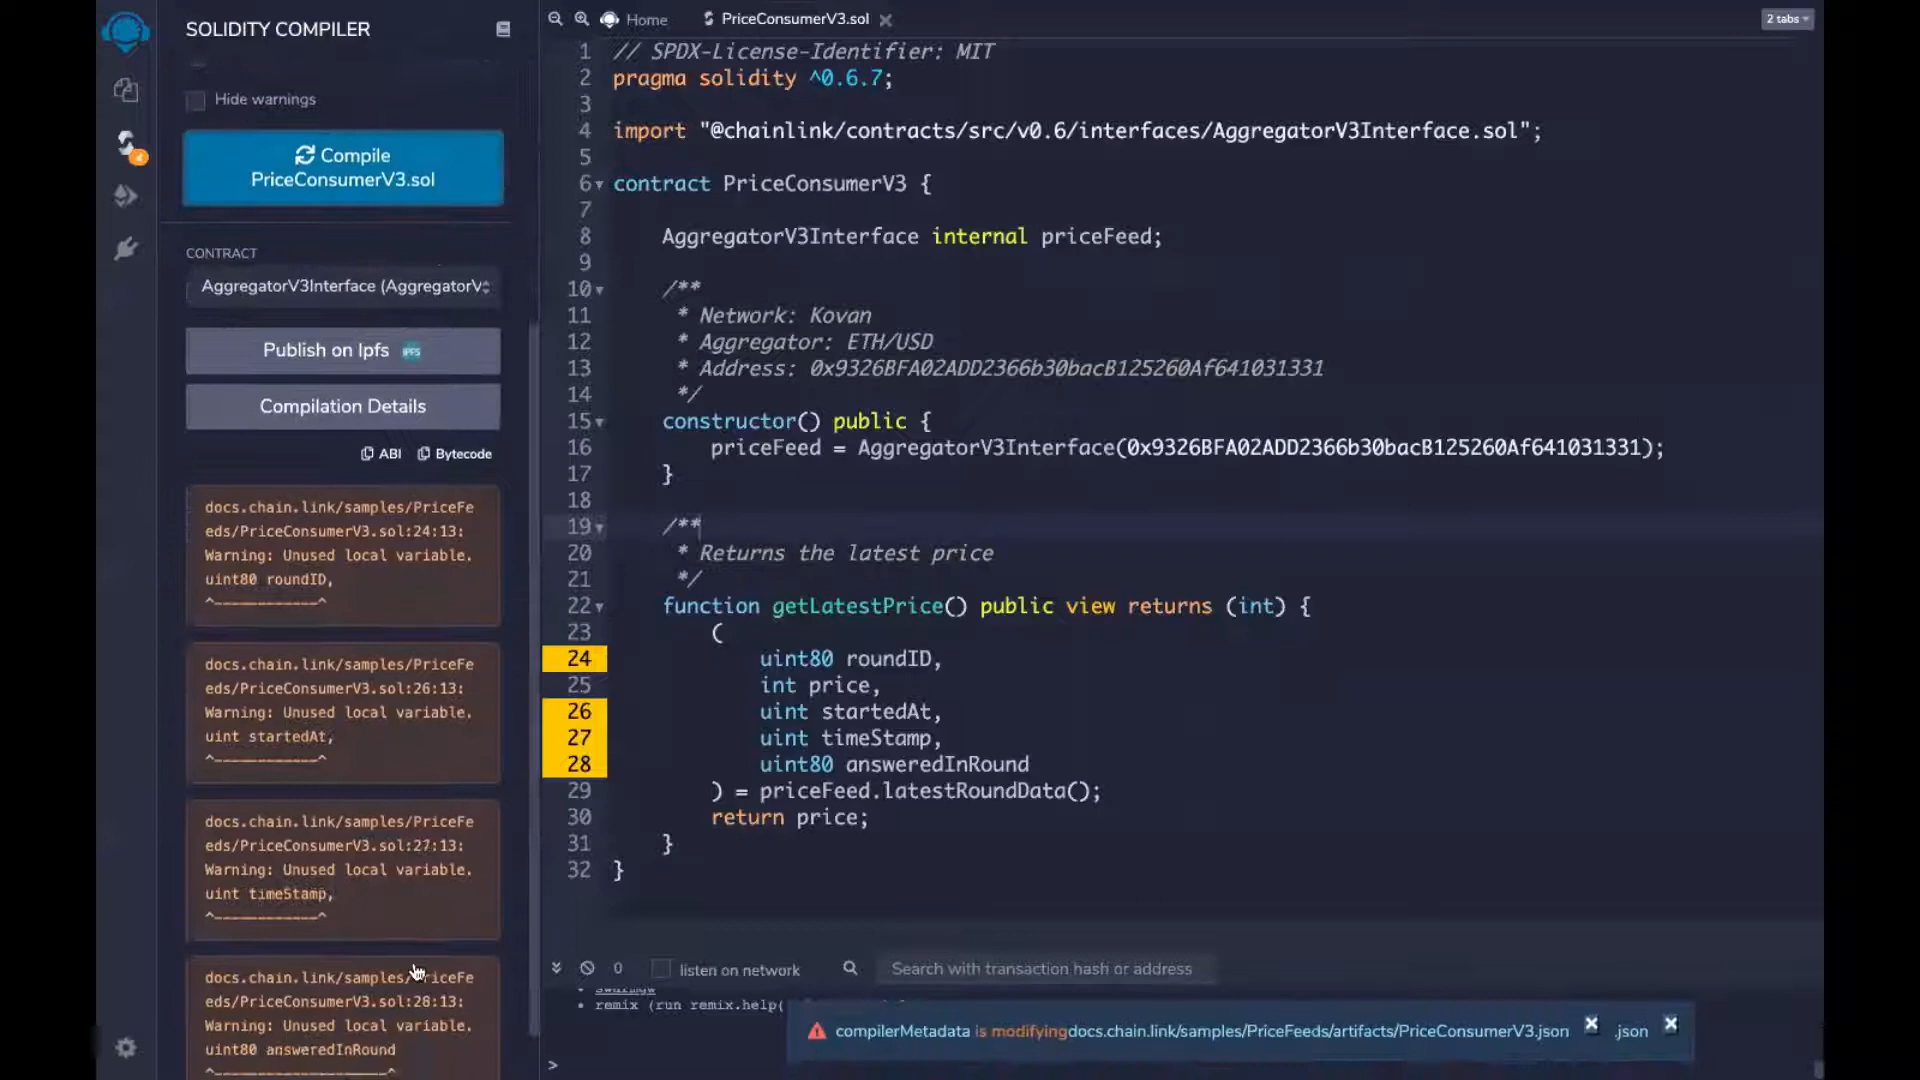 SOLIDITY COMPILER
Hide warnings
Compile
PriceConsumerV3.sol
CONTRACT
AggregatorV3Interface (AggregatorV
Publish on Ipfs IPFS
Compilation Details
ABI Bytecode
docs.chain.link/samples/PriceFe
eds/PriceConsumerV3.sol:24:13:
Warning: Unused local variable.
uint80 roundID,
^------------^
docs.chain.link/samples/PriceFe
eds/PriceConsumerV3.sol:26:13:
Warning: Unused local variable.
uint startedAt,
^------------^
docs.chain.link/samples/PriceFe
eds/PriceConsumerV3.sol:27:13:
Warning: Unused local variable.
uint timeStamp,
^------------^
docs.chain.link/samples/PriceFe
eds/PriceConsumerV3.sol:28:13:
Warning: Unused local variable.
uint80 answeredInRound
^--------------------^
Home PriceConsumerV3.sol 2 tabs
1 // SPDX-License-Identifier: MIT
2 pragma solidity ^0.6.7;
3
4 import "@chainlink/contracts/src/v0.6/interfaces/AggregatorV3Interface.sol";
5
6 contract PriceConsumerV3 {
7
8 AggregatorV3Interface internal priceFeed;
9
10 /**
11 * Network: Kovan
12 * Aggregator: ETH/USD
13 * Address: 0x9326BFA02ADD2366b30bacB125260Af641031331
14 */
15 constructor() public {
16 priceFeed = AggregatorV3Interface(0x9326BFA02ADD2366b30bacB125260Af641031331);
17 }
18
19 /**
20 * Returns the latest price
21 */
22 function getLatestPrice() public view returns (int) {
23 (
24 uint80 roundID,
25 int price,
26 uint startedAt,
27 uint timeStamp,
28 uint80 answeredInRound
29 ) = priceFeed.latestRoundData();
30 return price;
31 }
32 }
0 listen on network Search with transaction hash or address
• swarmgw
• remix (run remix.help(
compilerMetadata is modifyingdocs.chain.link/samples/PriceFeeds/artifacts/PriceConsumerV3.json .json
>